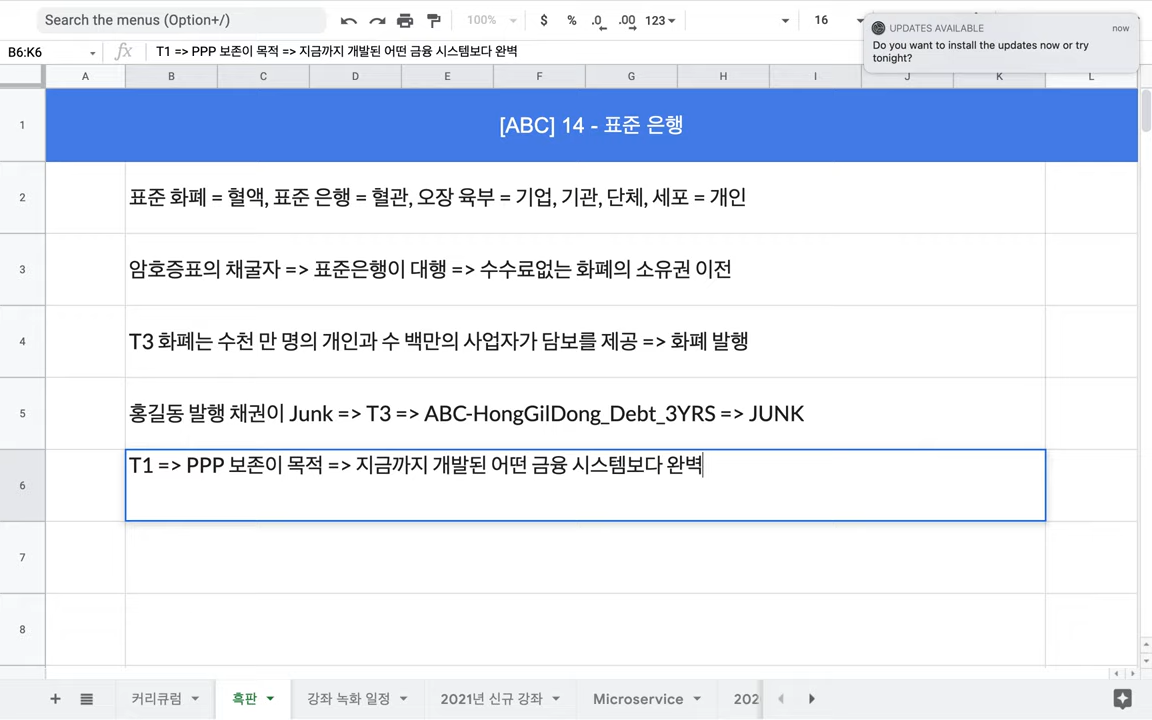 Search the menus (Option+/)
100%
$ % .0 .00 123
16
UPDATES AVAILABLE now
Do you want to install the updates now or try
tonight?
B6:K6
fx T1 => PPP 보존이 목적 => 지금까지 개발된 어떤 금융 시스템보다 완벽
A B C D E F G H I J K L
1 [ABC] 14 - 표준 은행
2 표준 화폐 = 혈액, 표준 은행 = 혈관, 오장 육부 = 기업, 기관, 단체, 세포 = 개인
3 암호증표의 채굴자 => 표준은행이 대행 => 수수료없는 화폐의 소유권 이전
4 T3 화폐는 수천 만 명의 개인과 수 백만의 사업자가 담보를 제공 => 화폐 발행
5 홍길동 발행 채권이 Junk => T3 => ABC-HongGilDong_Debt_3YRS => JUNK
6 T1 => PPP 보존이 목적 => 지금까지 개발된 어떤 금융 시스템보다 완벽
7
8
커리큐럼 흑판 강좌 녹화 일정 2021년 신규 강좌 Microservice 202